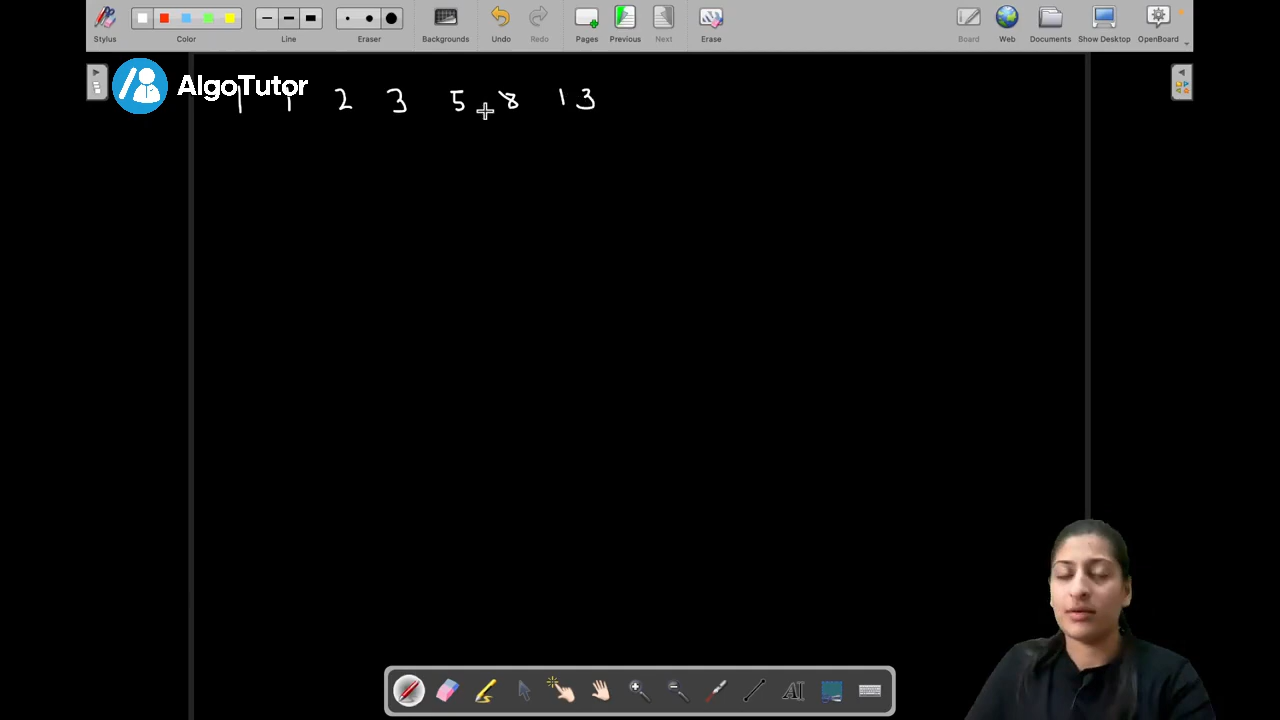 Stylus Color Line Eraser Backgrounds Undo Redo Pages Previous Next Erase Board Web Documents Show Desktop OpenBoard
AlgoTutor
1 1 2 3 5 8 13